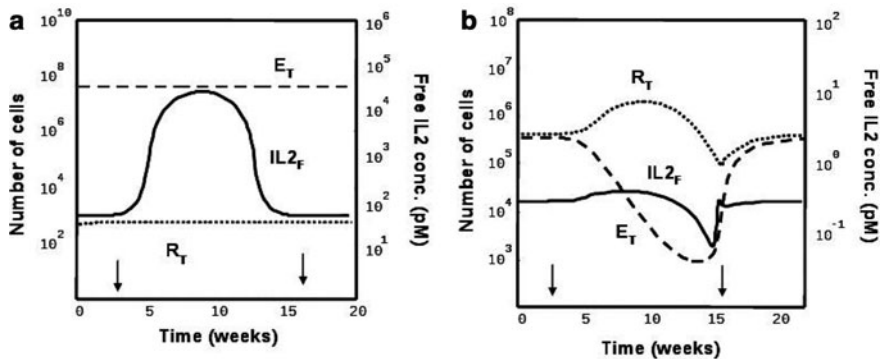 a
Number of cells
10^10
10^8
10^6
10^4
10^2
E_T
IL2_F
R_T
10^6
10^5
10^4
10^3
10^2
10^1
Free IL2 conc. (pM)
0 5 10 15 20
Time (weeks)
b
Number of cells
10^8
10^7
10^6
10^5
10^4
10^3
R_T
IL2_F
E_T
10^2
10^1
10^0
10^-1
Free IL2 conc. (pM)
0 5 10 15 20
Time (weeks)